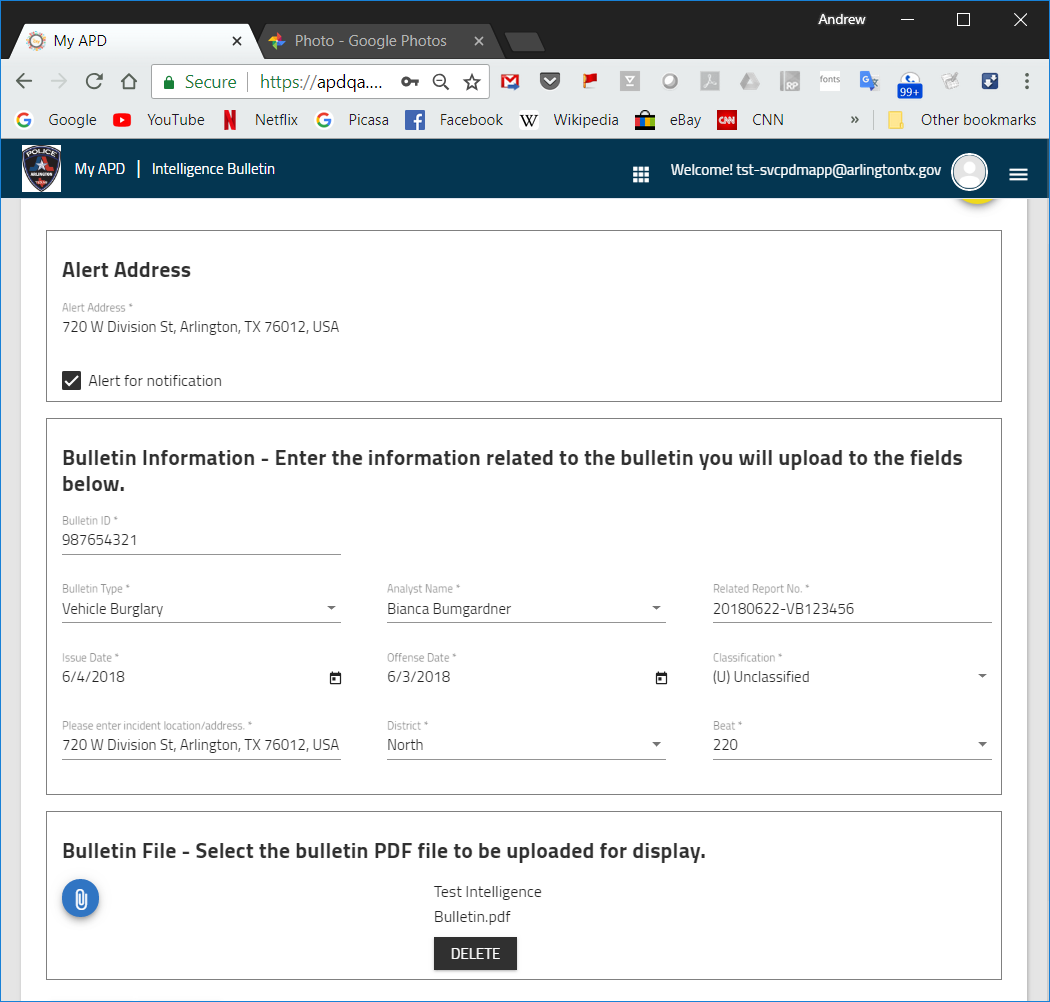 Andrew
My APD
Photo - Google Photos
Secure
https://apdqa....
fonts
99+
RP
Google
YouTube
Netflix
Picasa
Facebook
Wikipedia
eBay
CNN
CNN
»
Other bookmarks
POLICE
ARLINGTON
My APD | Intelligence Bulletin
Welcome! tst-svcpdmapp@arlingtontx.gov
Alert Address
Alert Address *
720 W Division St, Arlington, TX 76012, USA
Alert for notification
Bulletin Information - Enter the information related to the bulletin you will upload to the fields
below.
Bulletin ID *
987654321
Bulletin Type * Analyst Name * Related Report No. *
Vehicle Burglary Bianca Bumgardner 20180622-VB123456
Issue Date * Offense Date * Classification *
6/4/2018 6/3/2018 (U) Unclassified
Please enter incident location/address. * District * Beat *
720 W Division St, Arlington, TX 76012, USA North 220
Bulletin File - Select the bulletin PDF file to be uploaded for display.
Test Intelligence
Bulletin.pdf
DELETE